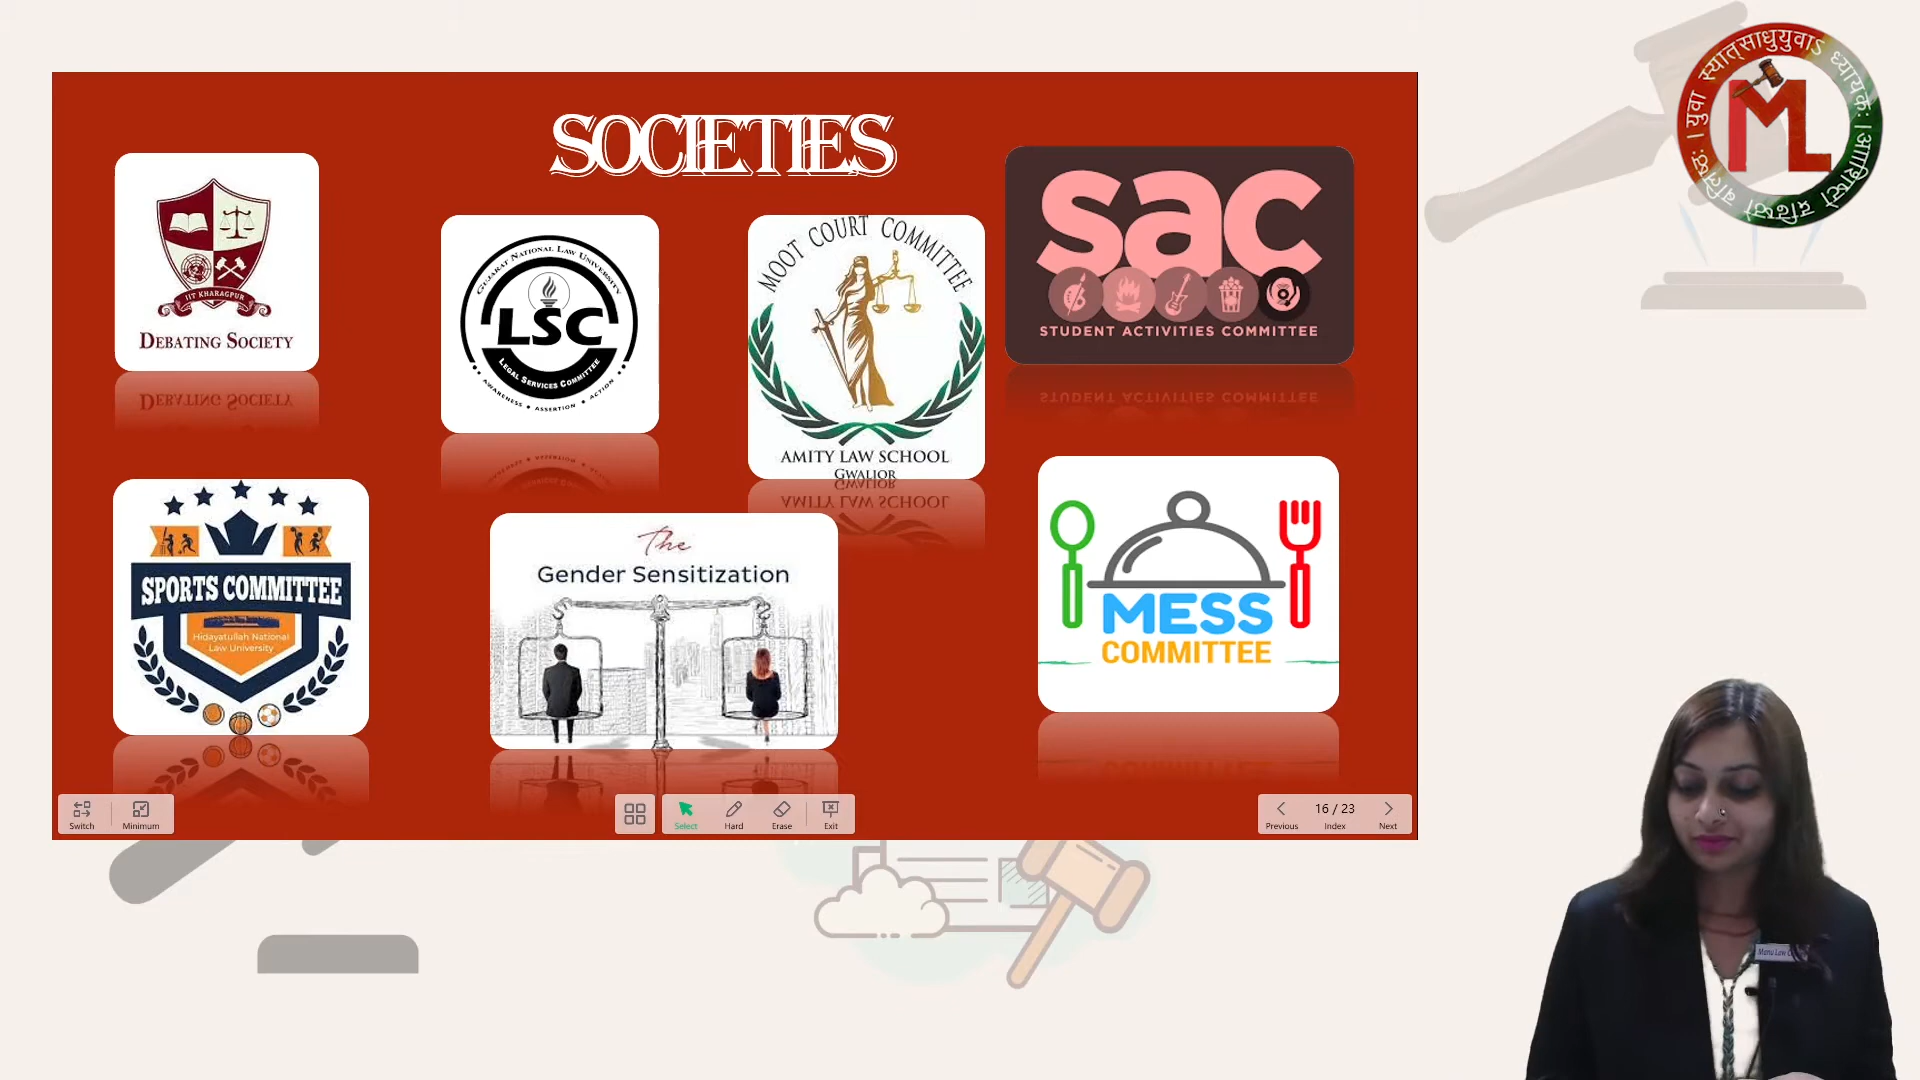 SOCIETIES
IIT KHARAGPUR
DEBATING SOCIETY
GUJARAT NATIONAL LAW UNIVERSITY
LSC
LEGAL SERVICES COMMITTEE
AWARENESS • ASSERTION • ACTION
MOOT COURT COMMITTEE
AMITY LAW SCHOOL
GWALIOR
sac
STUDENT ACTIVITIES COMMITTEE
SPORTS COMMITTEE
Hidayatullah National
Law University
The
Gender Sensitization
MESS
COMMITTEE
Switch
Minimum
Select
Hard
Erase
Exit
16 / 23
Previous
Index
Next
ML